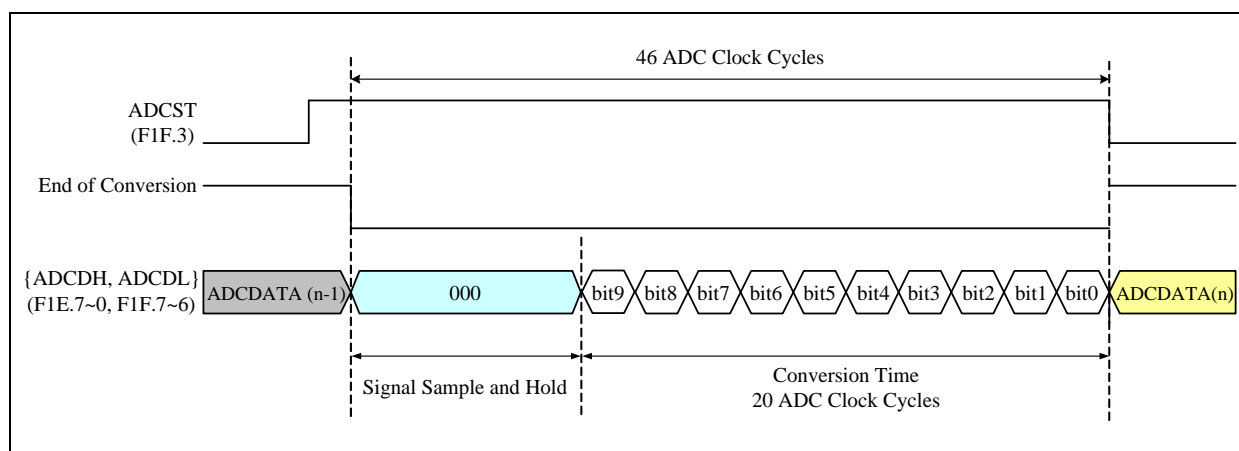 46 ADC Clock Cycles
ADCST
(F1F.3)
End of Conversion
{ADCDH, ADCDL}
(F1E.7~0, F1F.7~6)
ADCDATA (n-1)
000
bit9
bit8
bit7
bit6
bit5
bit4
bit3
bit2
bit1
bit0
ADCDATA(n)
Signal Sample and Hold
Conversion Time
20 ADC Clock Cycles